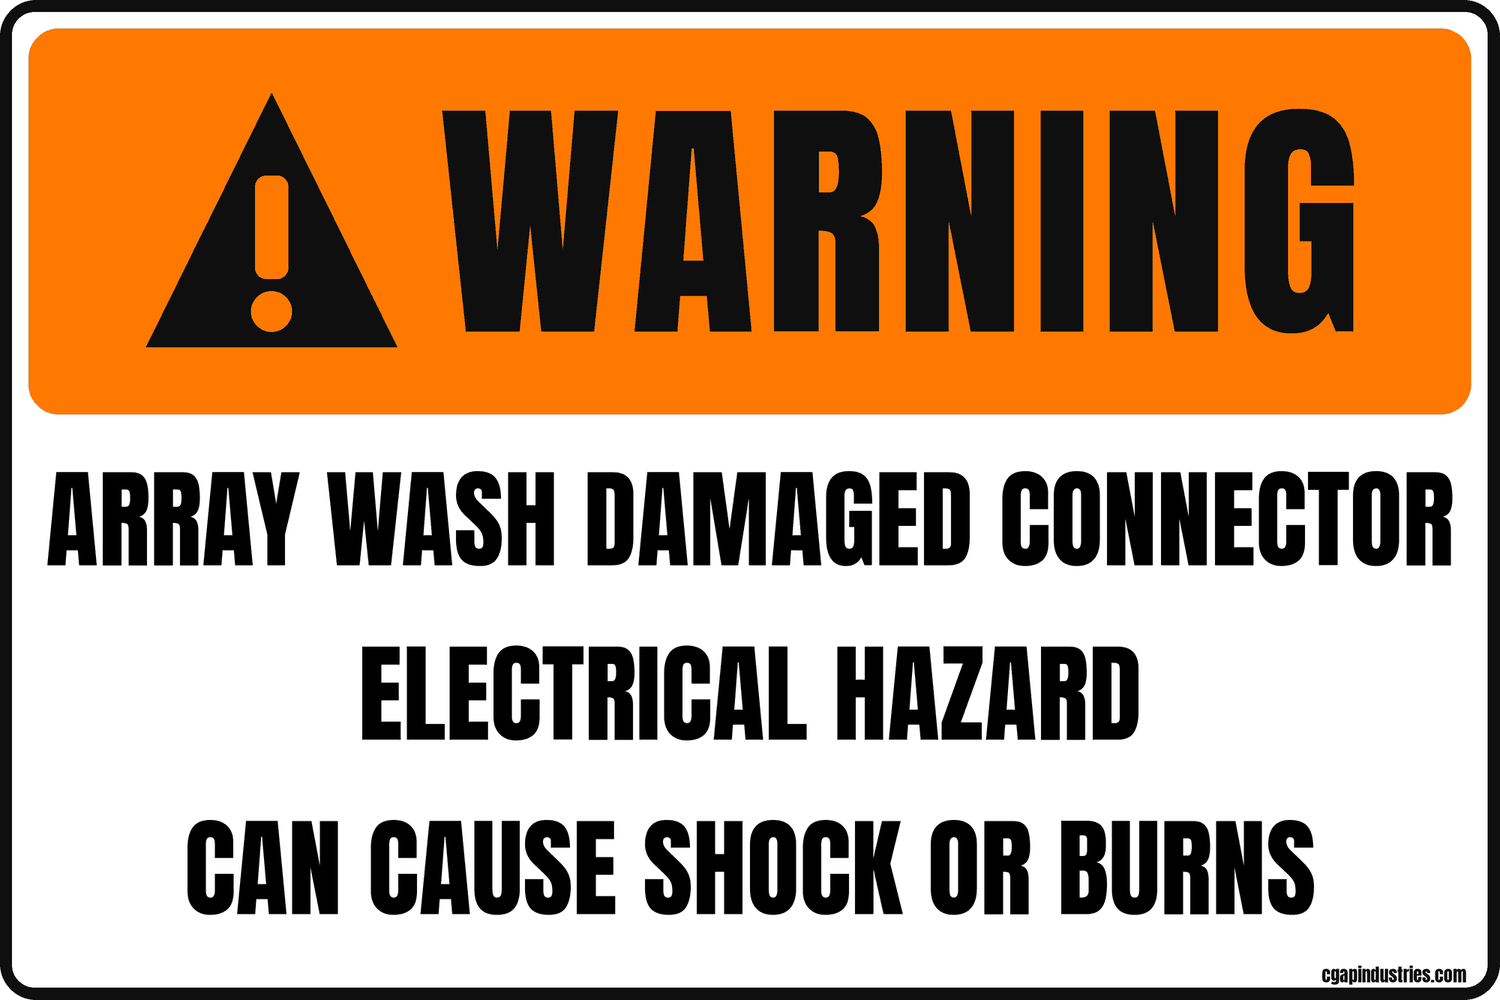 WARNING
ARRAY WASH DAMAGED CONNECTOR
ELECTRICAL HAZARD
CAN CAUSE SHOCK OR BURNS
cgapindustries.com